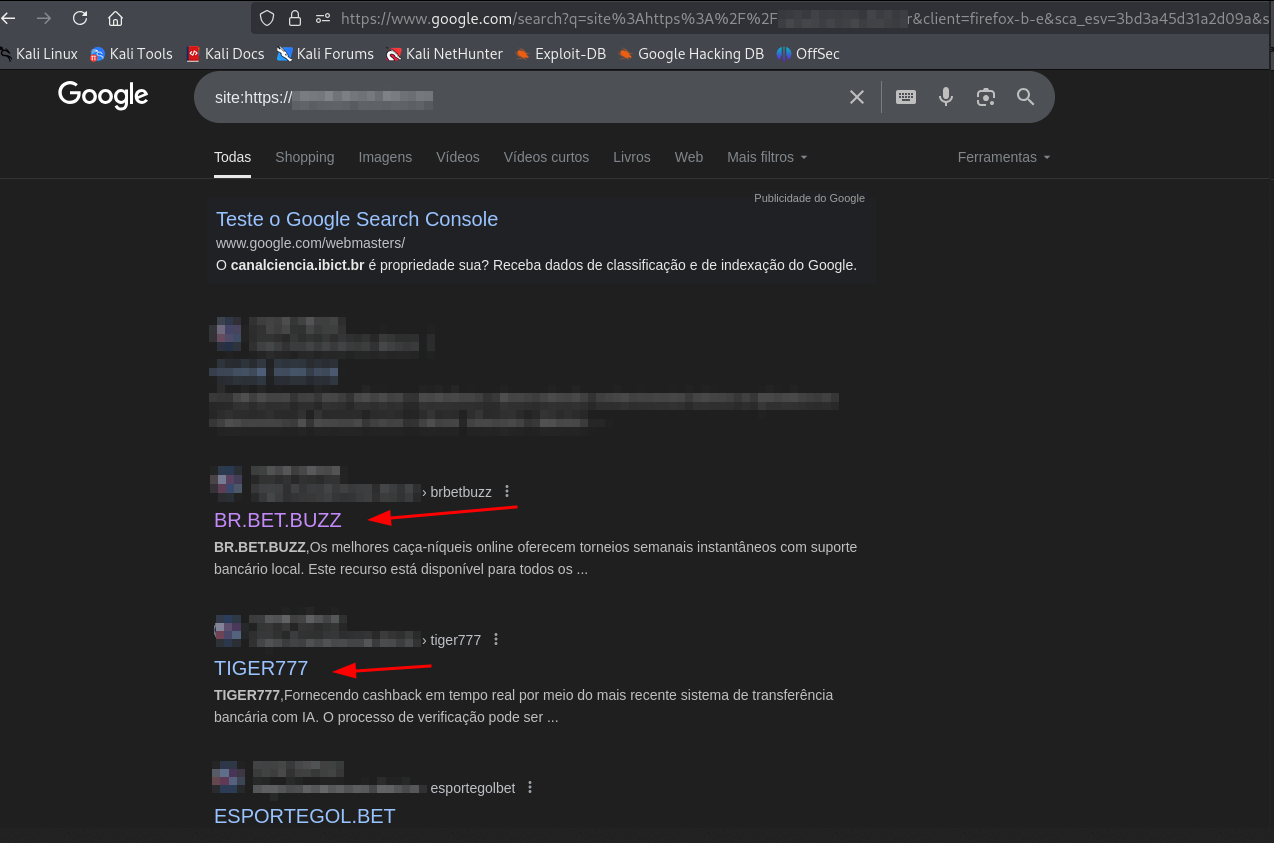 https://www.google.com/search?q=site%3Ahttps%3A%2F%2F r&client=firefox-b-e&sca_esv=3bd3a45d31a2d09a&s
Kali Linux Kali Tools Kali Docs Kali Forums Kali NetHunter Exploit-DB Google Hacking DB OffSec
Google site:https://
Todas Shopping Imagens Vídeos Vídeos curtos Livros Web Mais filtros Ferramentas
Publicidade do Google
Teste o Google Search Console
www.google.com/webmasters/
O canalciencia.ibict.br é propriedade sua? Receba dados de classificação e de indexação do Google.
› brbetbuzz
BR.BET.BUZZ
BR.BET.BUZZ,Os melhores caça-níqueis online oferecem torneios semanais instantâneos com suporte
bancário local. Este recurso está disponível para todos os ...
› tiger777
TIGER777
TIGER777,Fornecendo cashback em tempo real por meio do mais recente sistema de transferência
bancária com IA. O processo de verificação pode ser ...
esportegolbet
ESPORTEGOL.BET